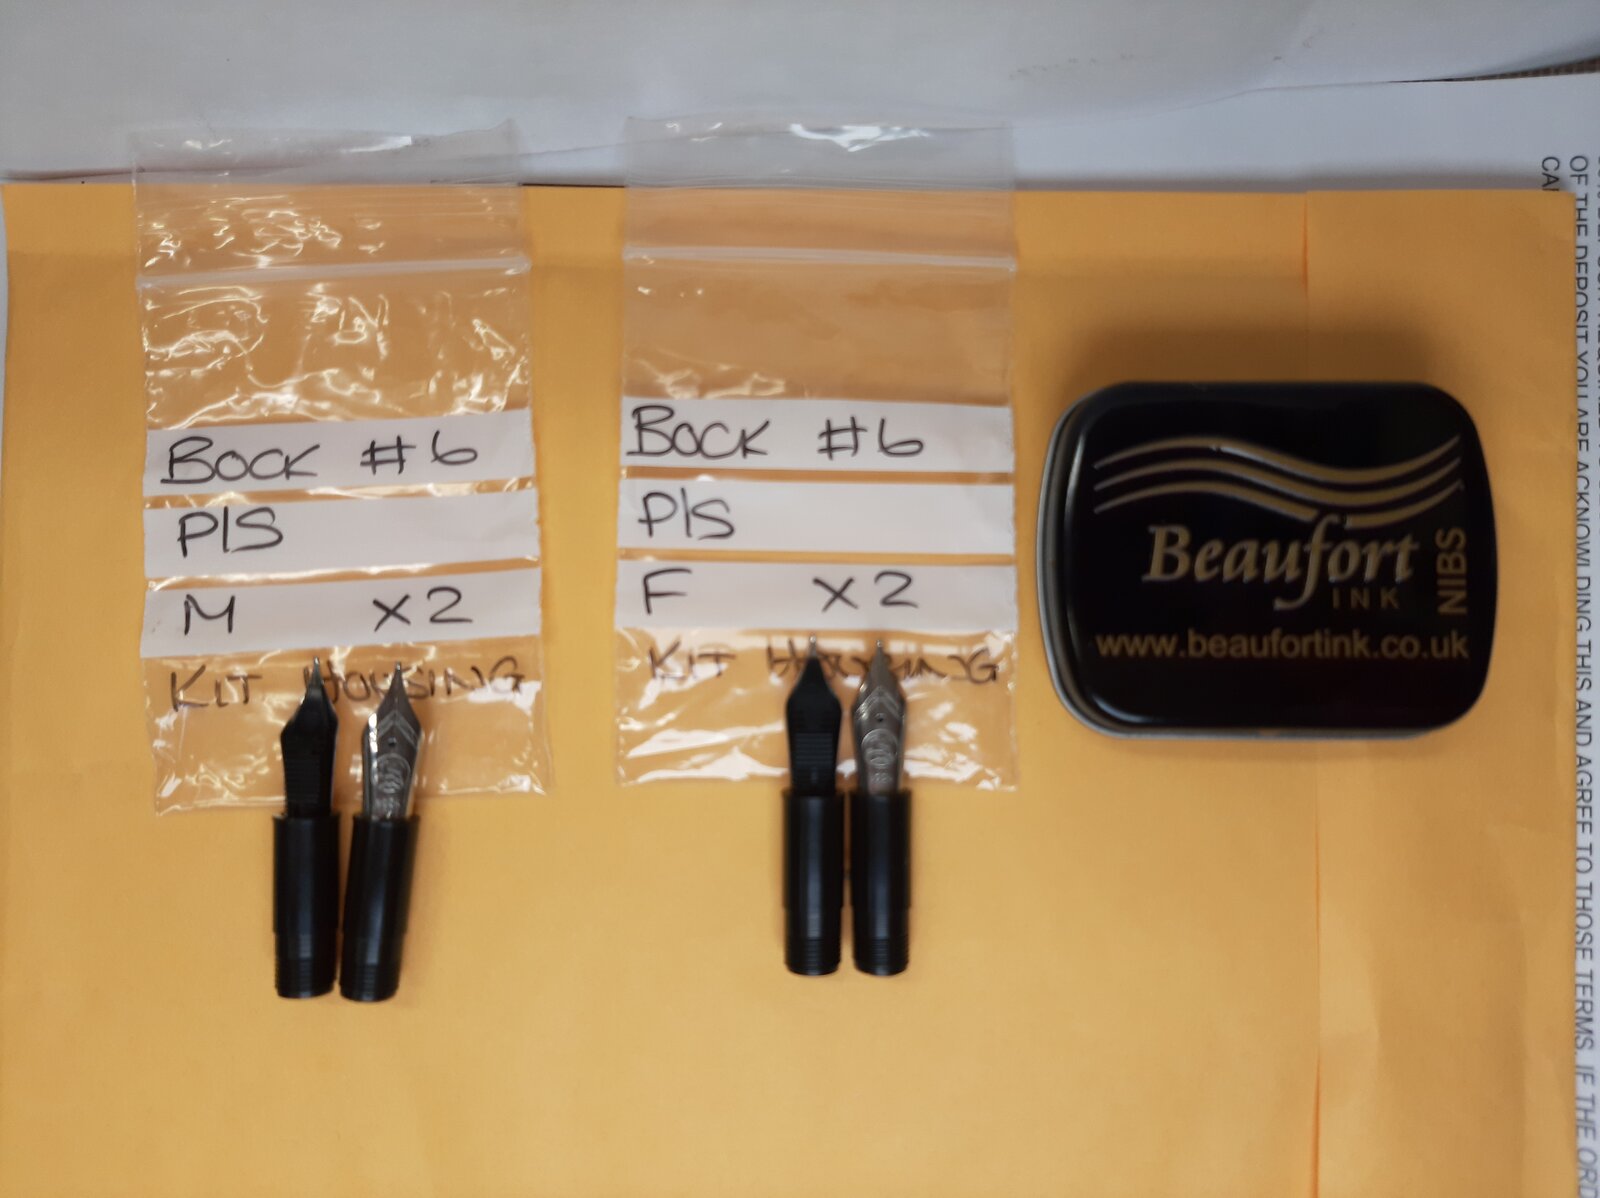 BOCK #6
P/S
M X2
KIT HOUSING
BOCK #6
P/S
F X2
KIT HOUSING
Beaufort
INK
NIBS
www.beaufortink.co.uk
OF THE DEPOSIT YOU ARE ACKNOWLDING THIS AND AGREE TO THOSE TERMS. IF THE ORD